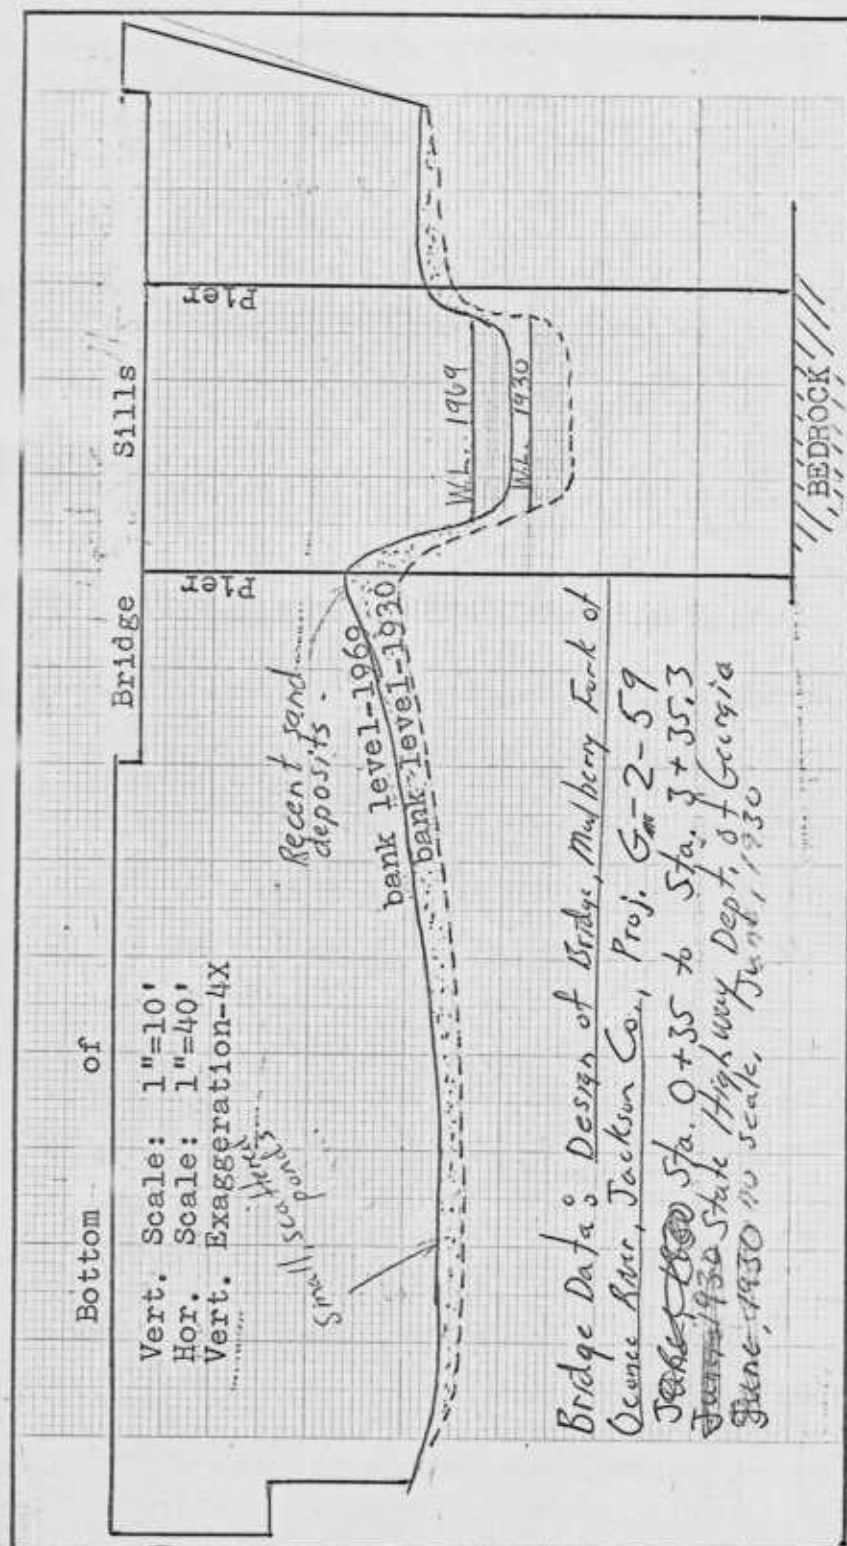 Bottom of Bridge Sills
Vert. Scale: 1"=10'
Hor. Scale: 1"=40'
Vert. Exaggeration-4X
Small, scattered
ponds
Recent sand
deposits.
bank level-1969
bank level-1930
Pier
Pier
W.L. 1969
W.L. 1930
BEDROCK
Bridge Data: Design of Bridge, Mulberry Fork of
Oconee River, Jackson Co., Proj. G-2-59
Sta. 0+35 to Sta. 3+35.3
State Highway Dept. of Georgia
June, 1930 no scale, June, 1930